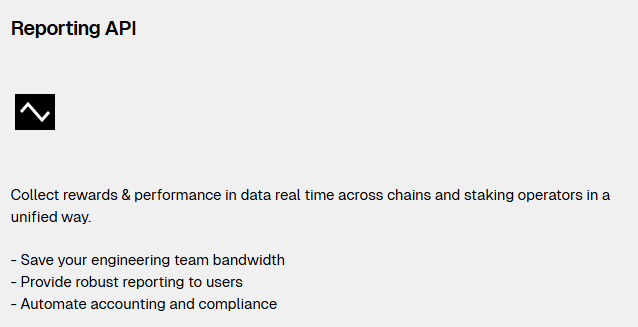 Reporting API
Collect rewards & performance in data real time across chains and staking operators in a
unified way.
- Save your engineering team bandwidth
- Provide robust reporting to users
- Automate accounting and compliance